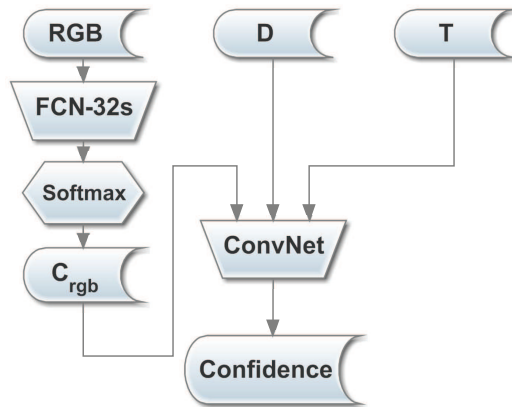 RGB
D
T
FCN-32s
Softmax
ConvNet
C_rgb
Confidence